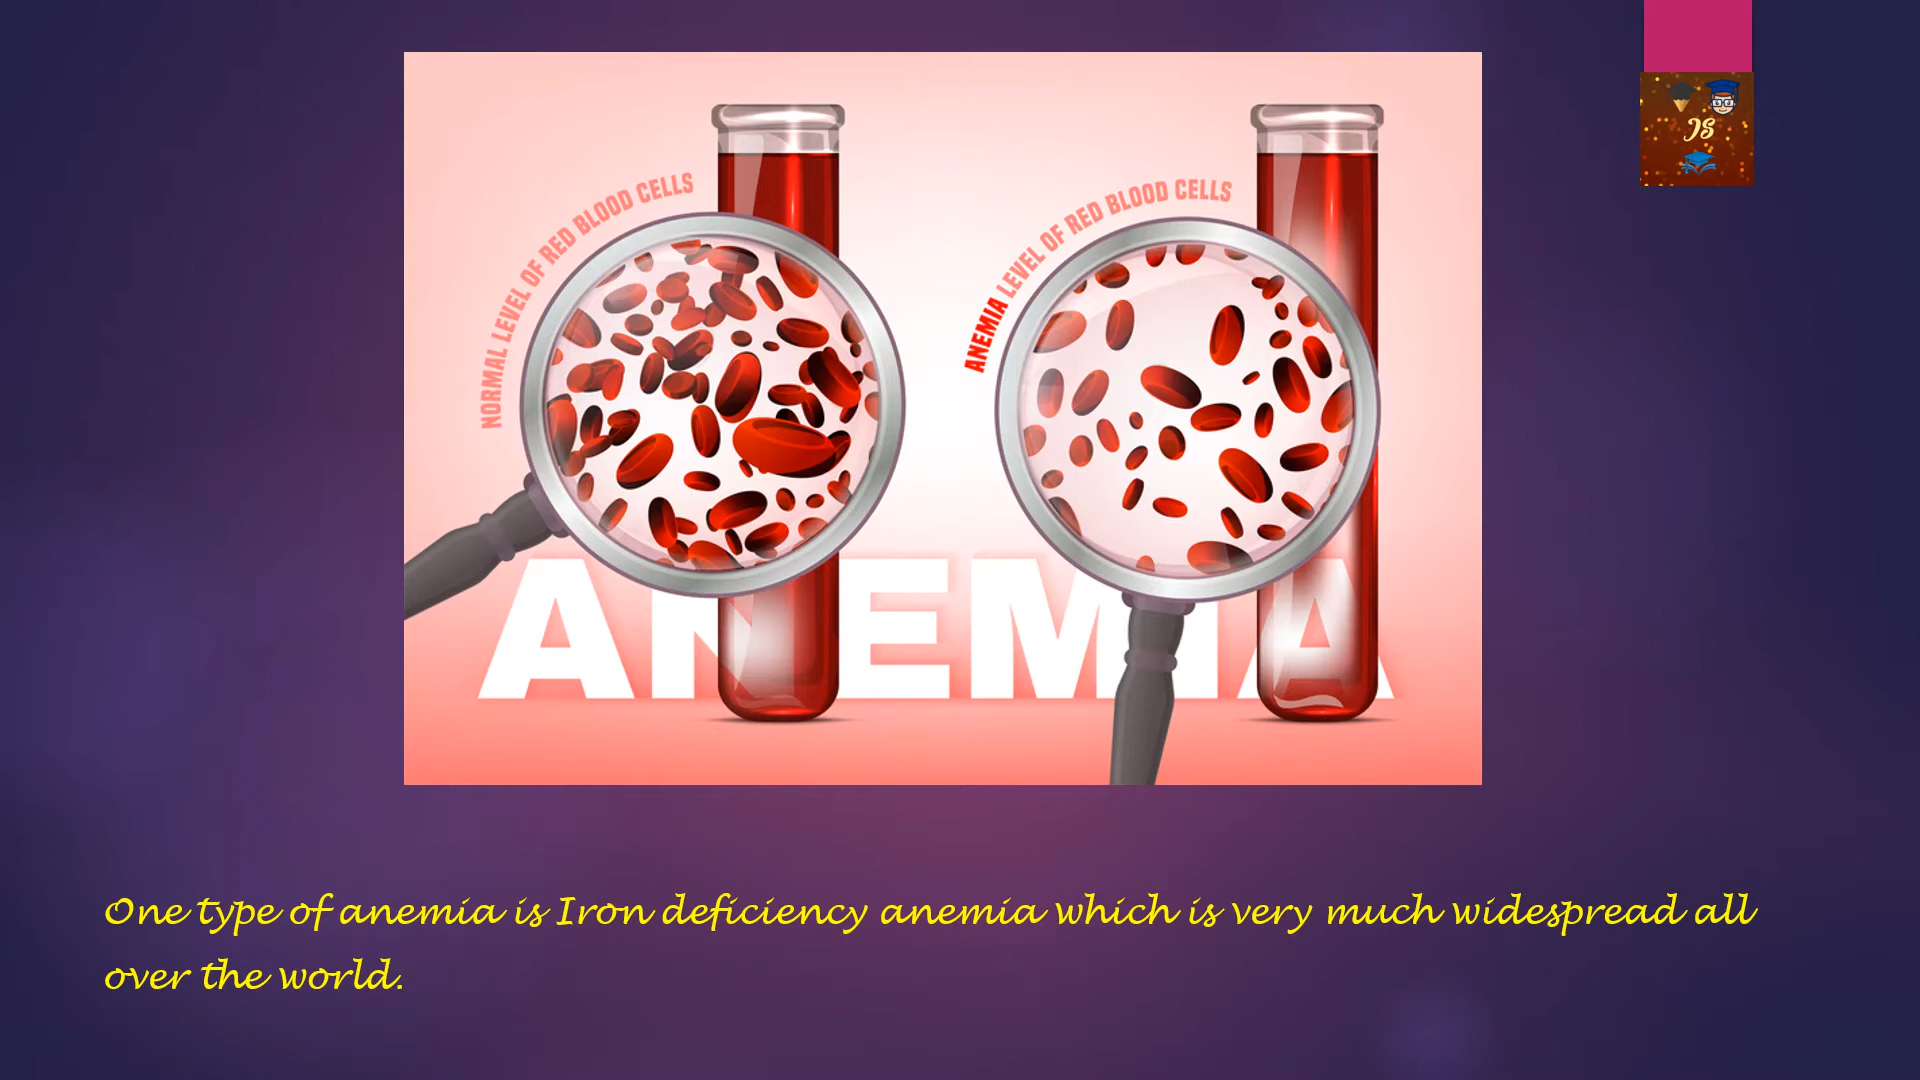 NORMAL LEVEL OF RED BLOOD CELLS
ANEMIA LEVEL OF RED BLOOD CELLS
JS
ANEMIA
One type of anemia is Iron deficiency anemia which is very much widespread all
over the world.